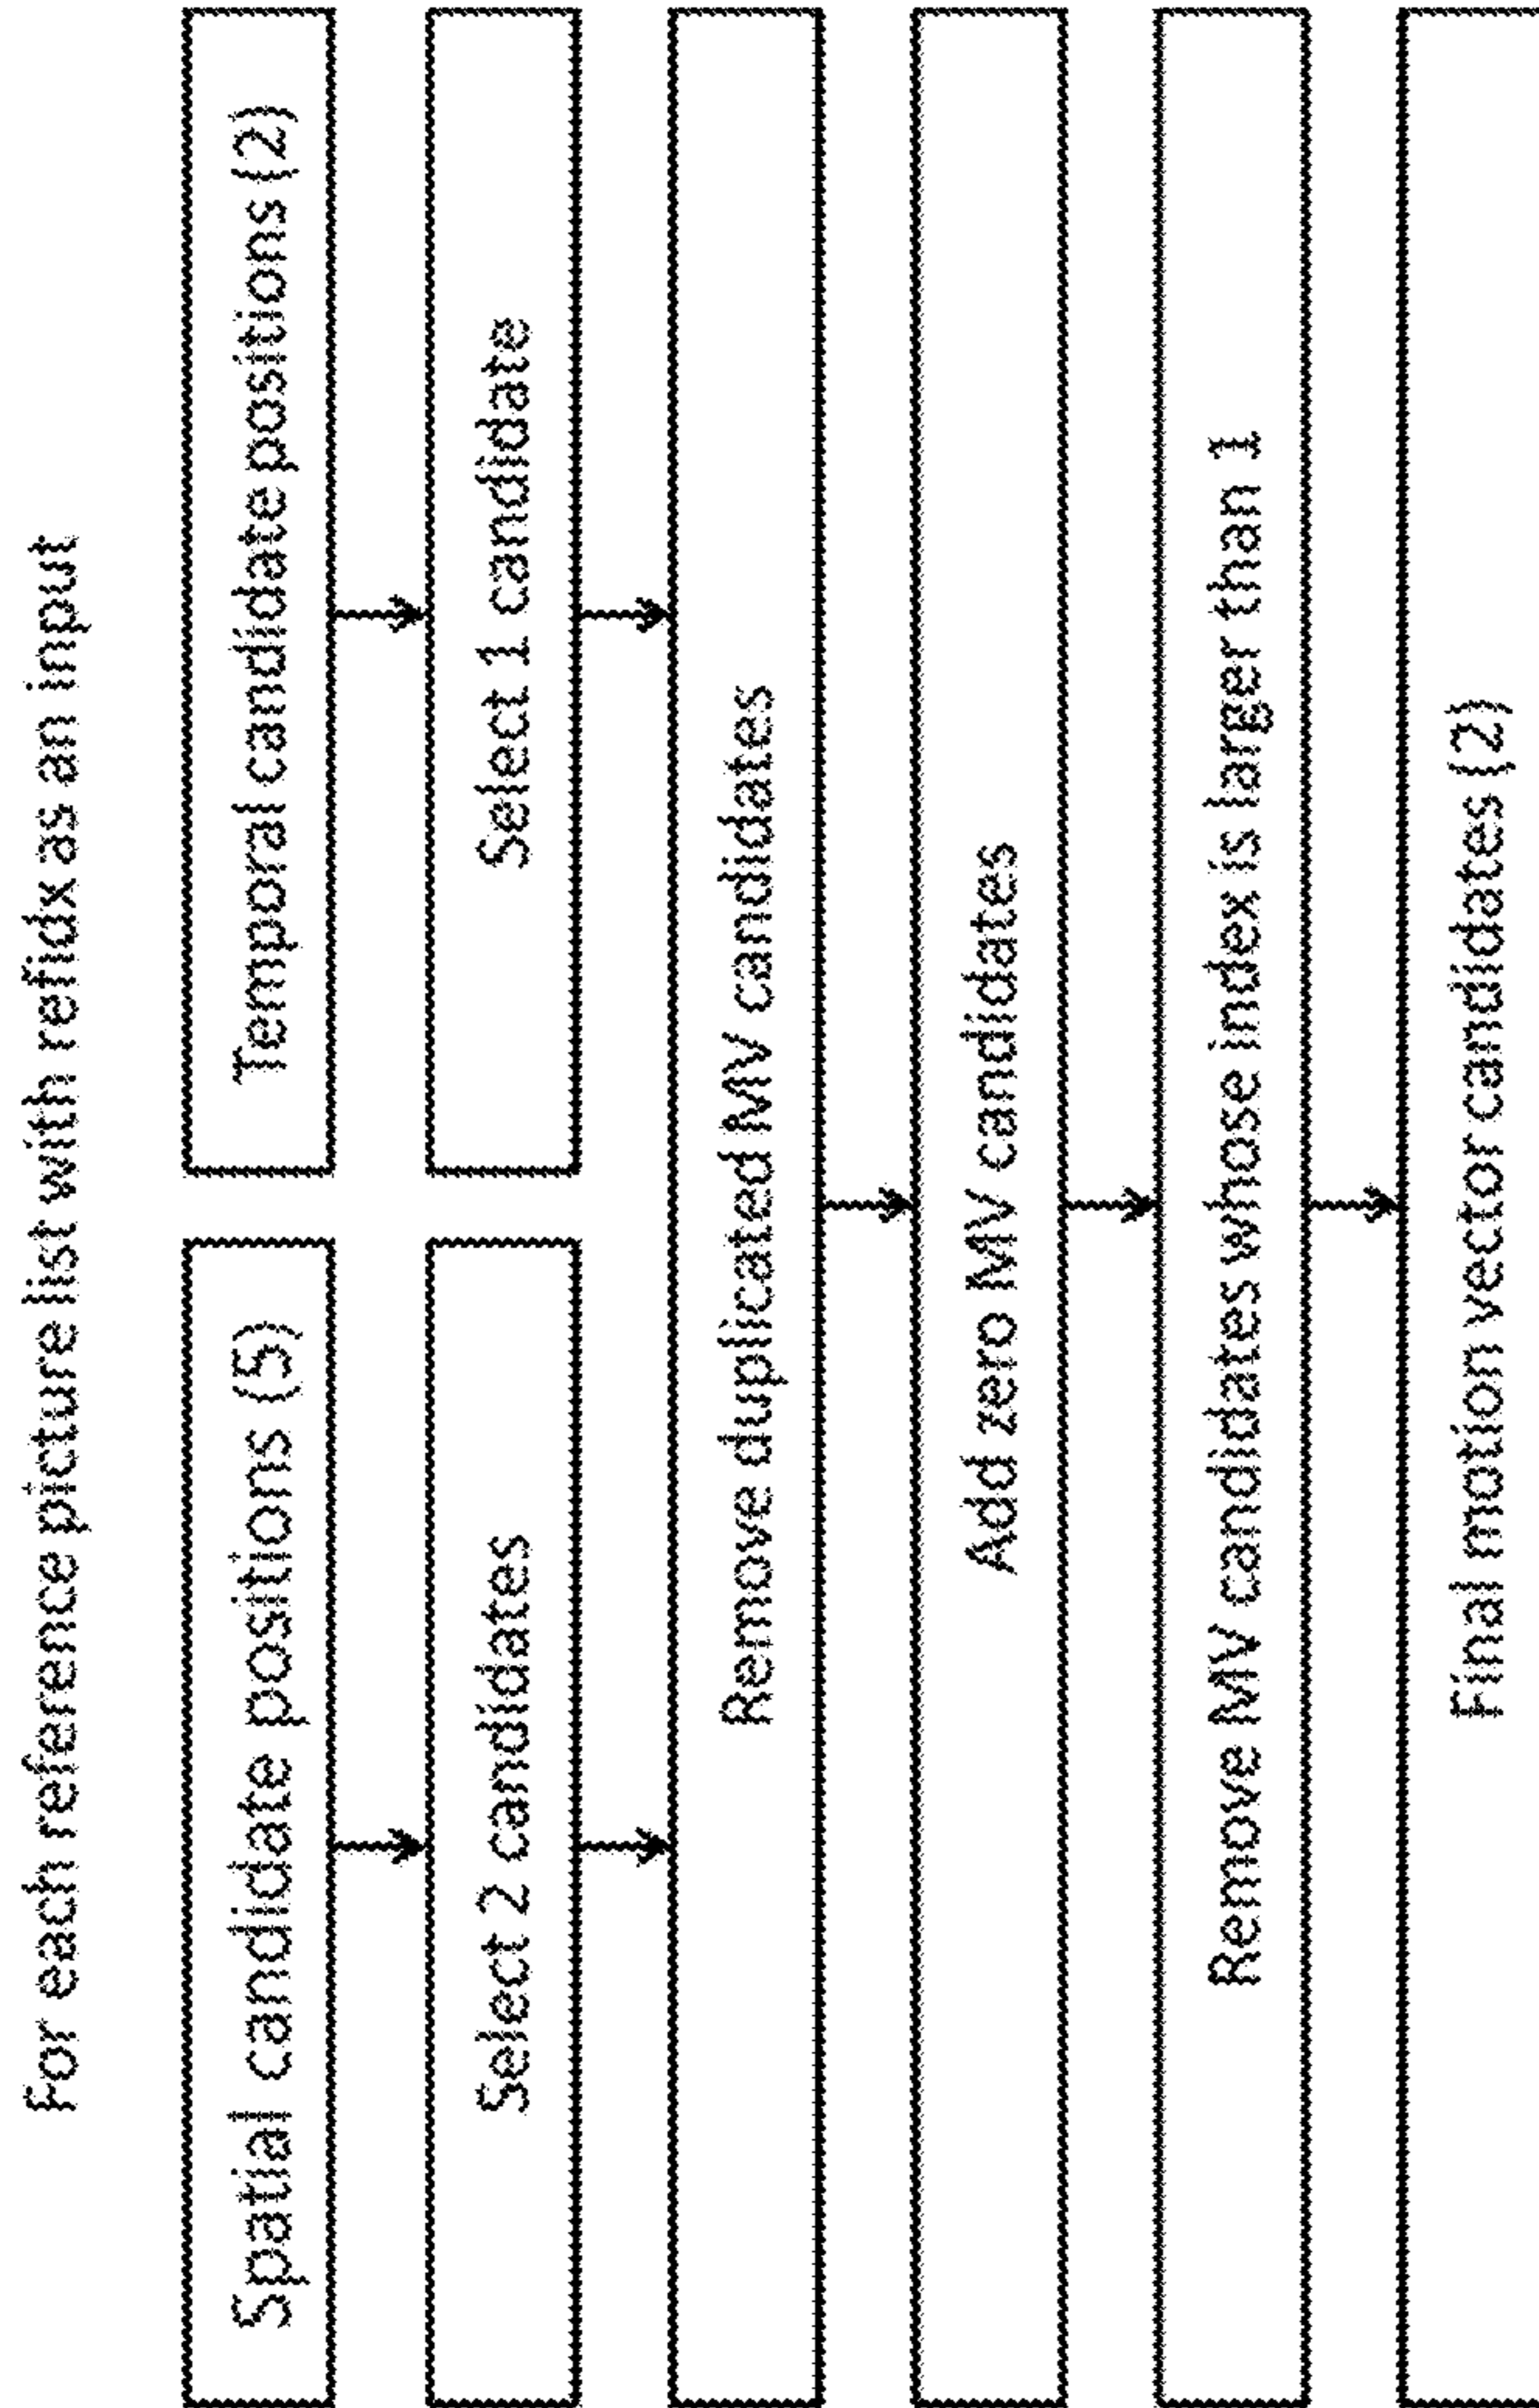 For each reference picture list with refidx as an input
Spatial candidate positions (5)
Temporal candidate positions (2)
Select 2 candidates
Select 1 candidate
Remove duplicated MV candidates
Add zero MV candidates
Remove MV candidates whose index is larger than 1
Final motion vector candidates (2)